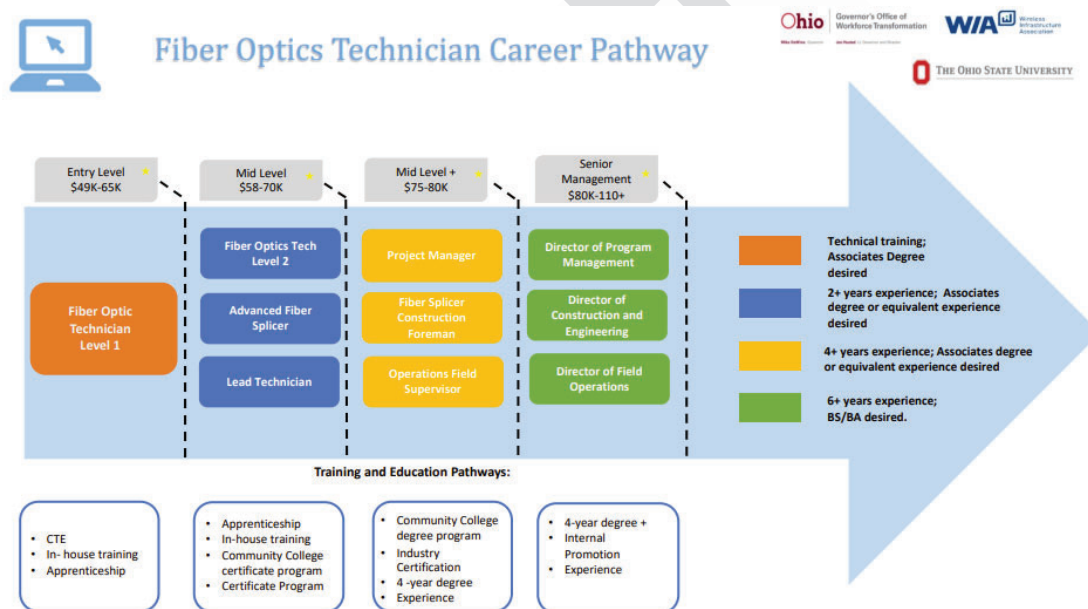 Fiber Optics Technician Career Pathway
Ohio
Governor's Office of
Workforce Transformation
Mike DeWine, Governor
WIA
Wireless
Infrastructure
Association
THE OHIO STATE UNIVERSITY
Entry Level
$49K-65K
Mid Level
$58-70K
Mid Level +
$75-80K
Senior
Management
$80K-110+
Fiber Optic
Technician
Level 1
Fiber Optics Tech
Level 2
Advanced Fiber
Splicer
Lead Technician
Project Manager
Fiber Splicer
Construction
Foreman
Operations Field
Supervisor
Director of Program
Management
Director of
Construction and
Engineering
Director of Field
Operations
Technical training;
Associates Degree
desired
2+ years experience; Associates
degree or equivalent experience
desired
4+ years experience; Associates degree
or equivalent experience desired
6+ years experience;
BS/BA desired.
Training and Education Pathways:
• CTE
• In- house training
• Apprenticeship
• Apprenticeship
• In-house training
• Community College
certificate program
• Certificate Program
• Community College
degree program
• Industry
Certification
• 4 -year degree
• Experience
• 4-year degree +
• Internal
Promotion
• Experience